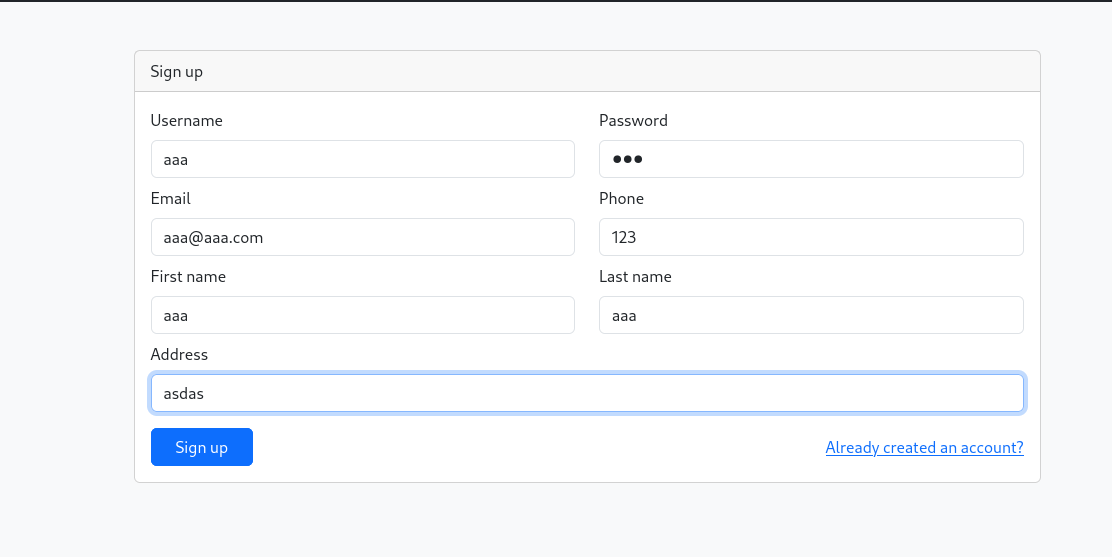 Sign up
Username
Password
aaa
●●●
Email
Phone
aaa@aaa.com
123
First name
Last name
aaa
aaa
Address
asdas
Sign up
Already created an account?